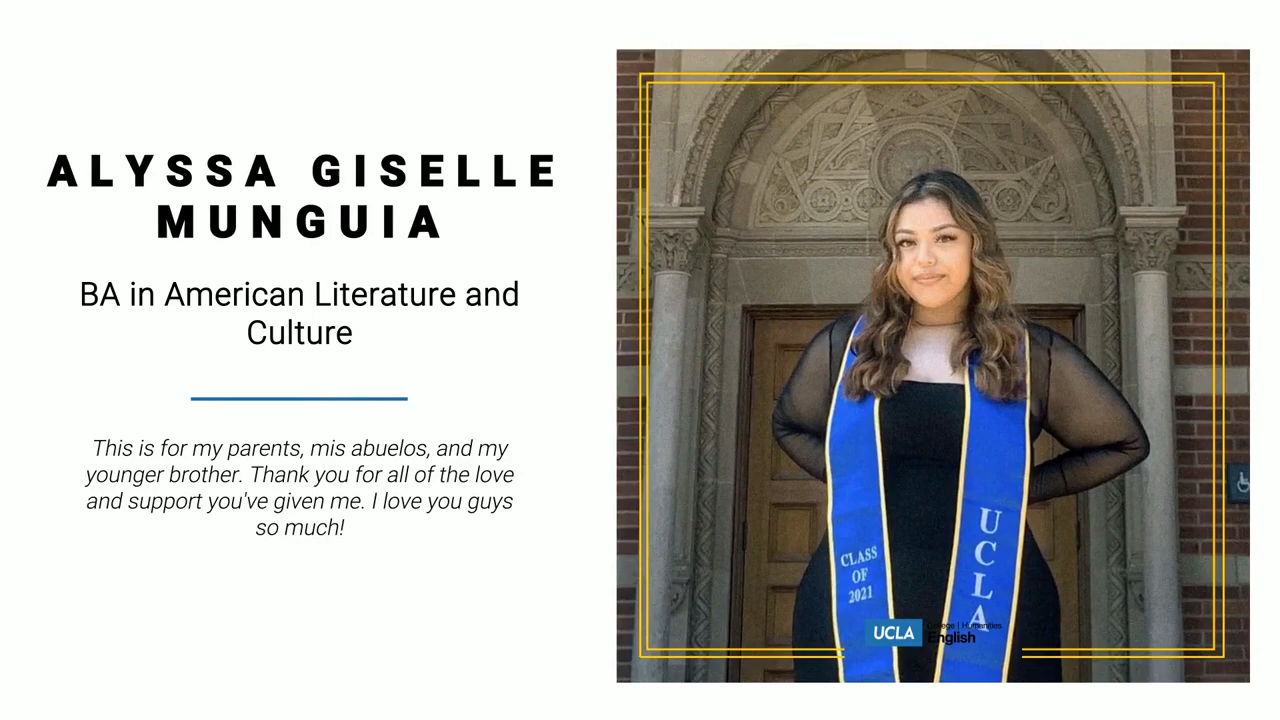 ALYSSA GISELLE
MUNGUIA
BA in American Literature and
Culture
This is for my parents, mis abuelos, and my
younger brother. Thank you for all of the love
and support you've given me. I love you guys
so much!
CLASS
OF
2021
UCLA
UCLA
College | Humanities
English